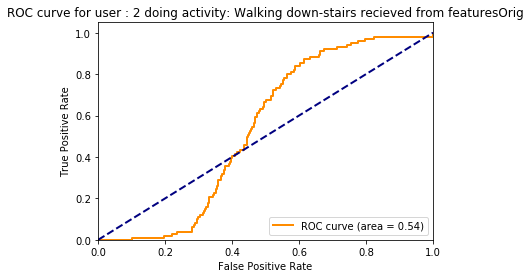 ROC curve for user : 2 doing activity: Walking down-stairs recieved from featuresOrig
1.0
0.8
0.6
0.4
0.2
0.0
True Positive Rate
ROC curve (area = 0.54)
0.0 0.2 0.4 0.6 0.8 1.0
False Positive Rate